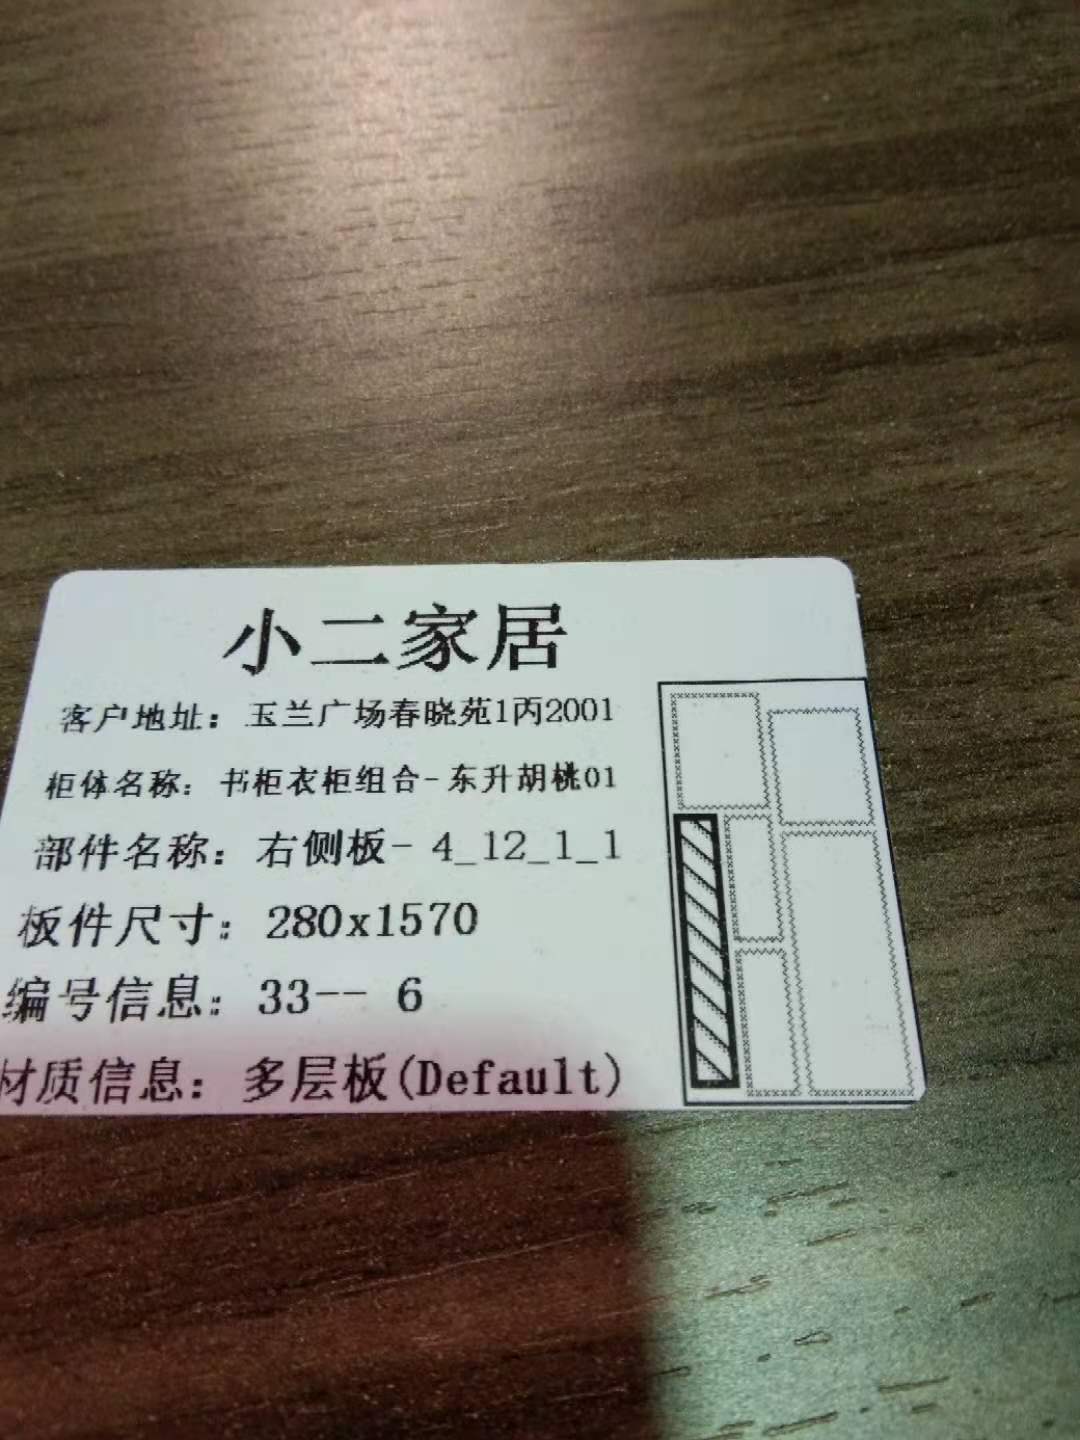 小二家居
客户地址：玉兰广场春晓苑1丙2001
柜体名称：书柜衣柜组合-东升胡桃01
部件名称：右侧板- 4_12_1_1
板件尺寸：280x1570
编号信息：33-- 6
材质信息：多层板(Default)